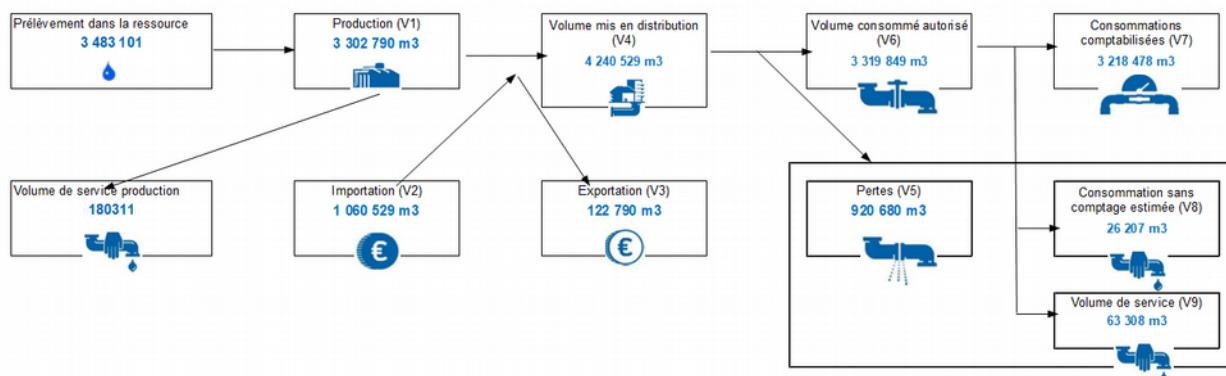 Prélèvement dans la ressource
3 483 101
Production (V1)
3 302 790 m3
Volume mis en distribution
(V4)
4 240 529 m3
Volume consommé autorisé
(V6)
3 319 849 m3
Consommations
comptabilisées (V7)
3 218 478 m3
Volume de service production
180311
Importation (V2)
1 060 529 m3
€
Exportation (V3)
122 790 m3
€
Pertes (V5)
920 680 m3
Consommation sans
comptage estimée (V8)
26 207 m3
Volume de service (V9)
63 308 m3